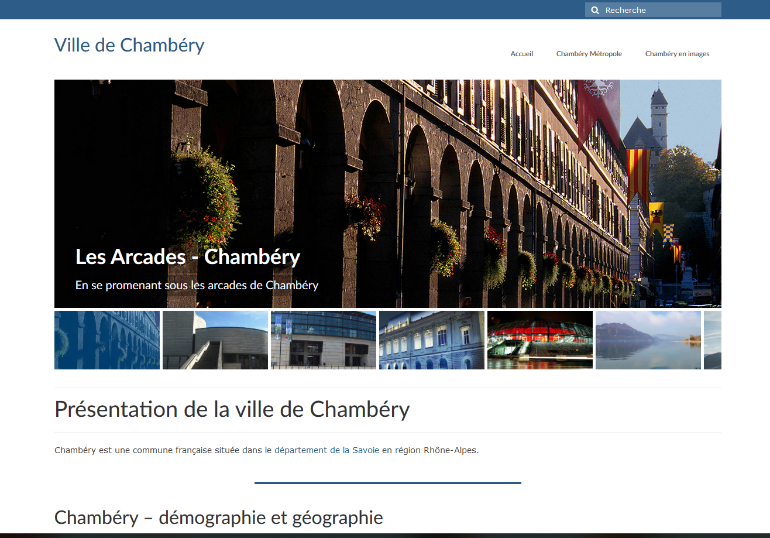 Recherche
Ville de Chambéry
Accueil Chambéry Métropole Chambéry en images
Les Arcades - Chambéry
En se promenant sous les arcades de Chambéry
Présentation de la ville de Chambéry
Chambéry est une commune française située dans le département de la Savoie en région Rhône-Alpes.
Chambéry – démographie et géographie